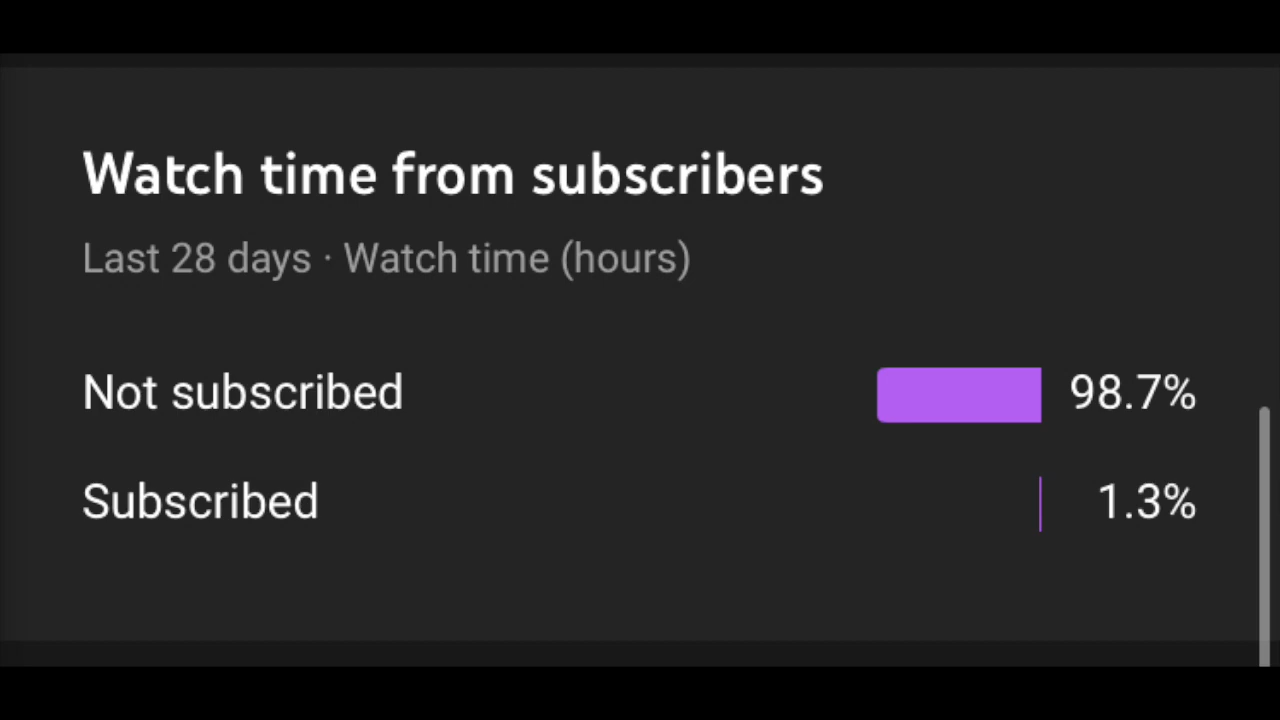 Watch time from subscribers
Last 28 days · Watch time (hours)
Not subscribed 98.7%
Subscribed 1.3%